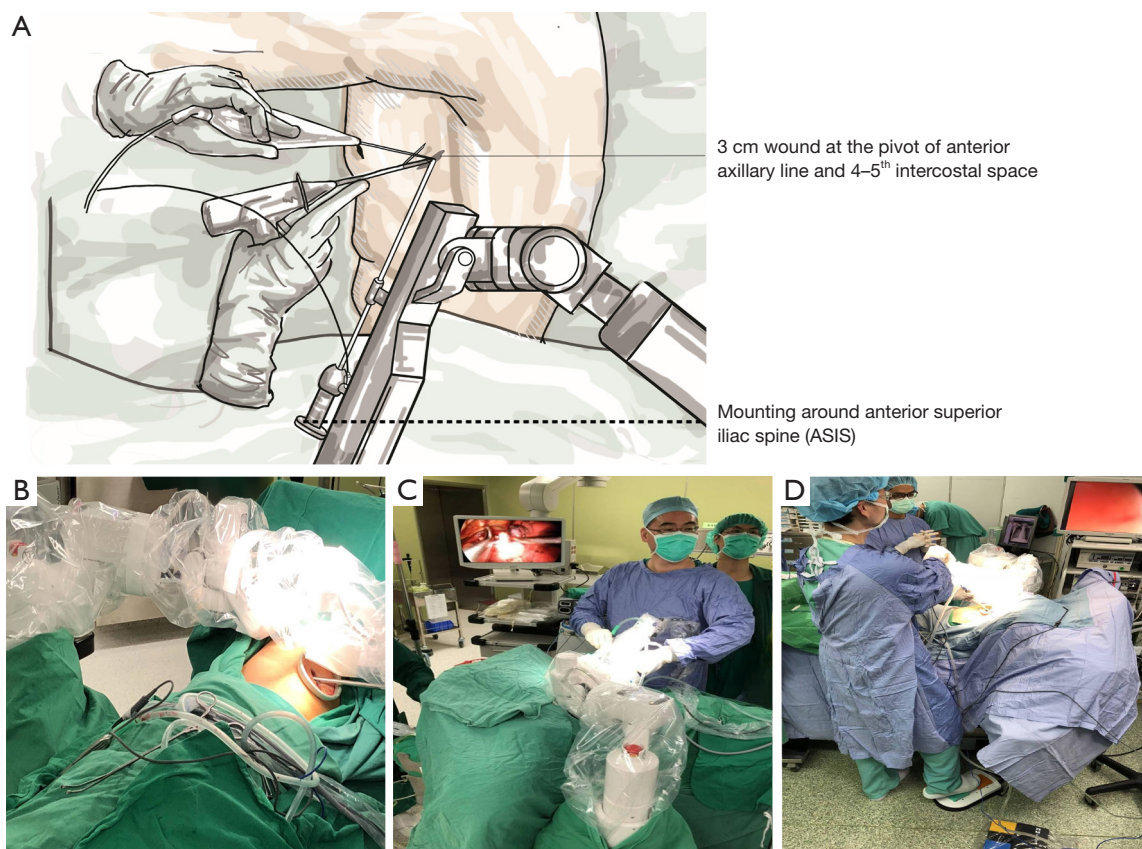 A
3 cm wound at the pivot of anterior
axillary line and 4–5th intercostal space
Mounting around anterior superior
iliac spine (ASIS)
B
C
D